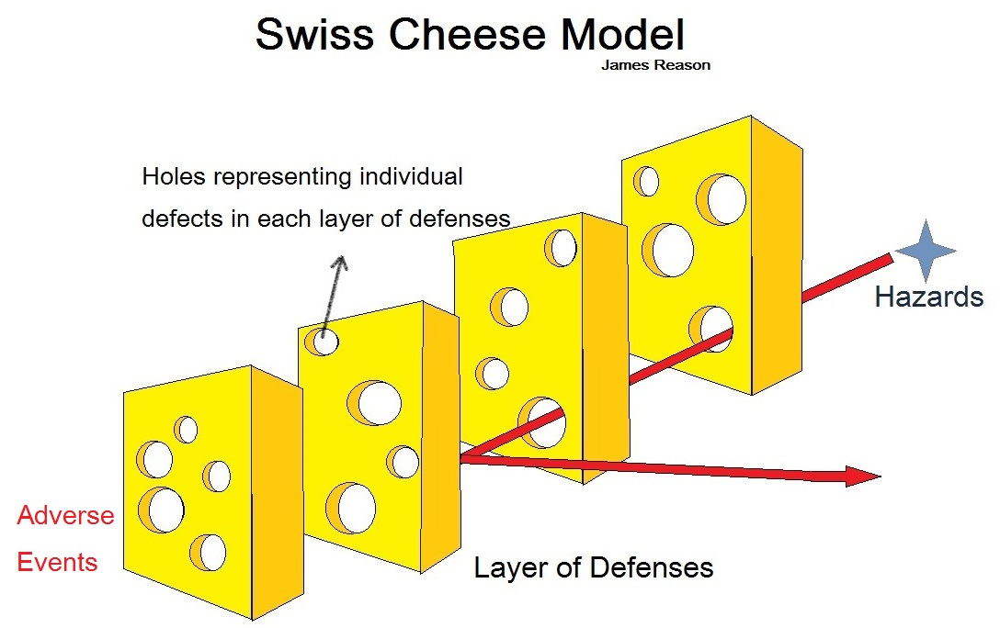 Swiss Cheese Model
James Reason
Holes representing individual
defects in each layer of defenses
Hazards
Adverse
Events
Layer of Defenses